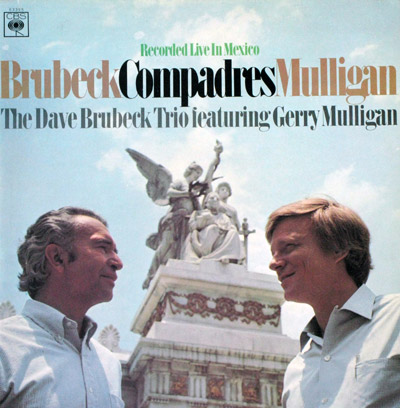 CBS
Recorded Live In Mexico
BrubeckCompadresMulligan
The Dave Brubeck Trio featuring Gerry Mulligan